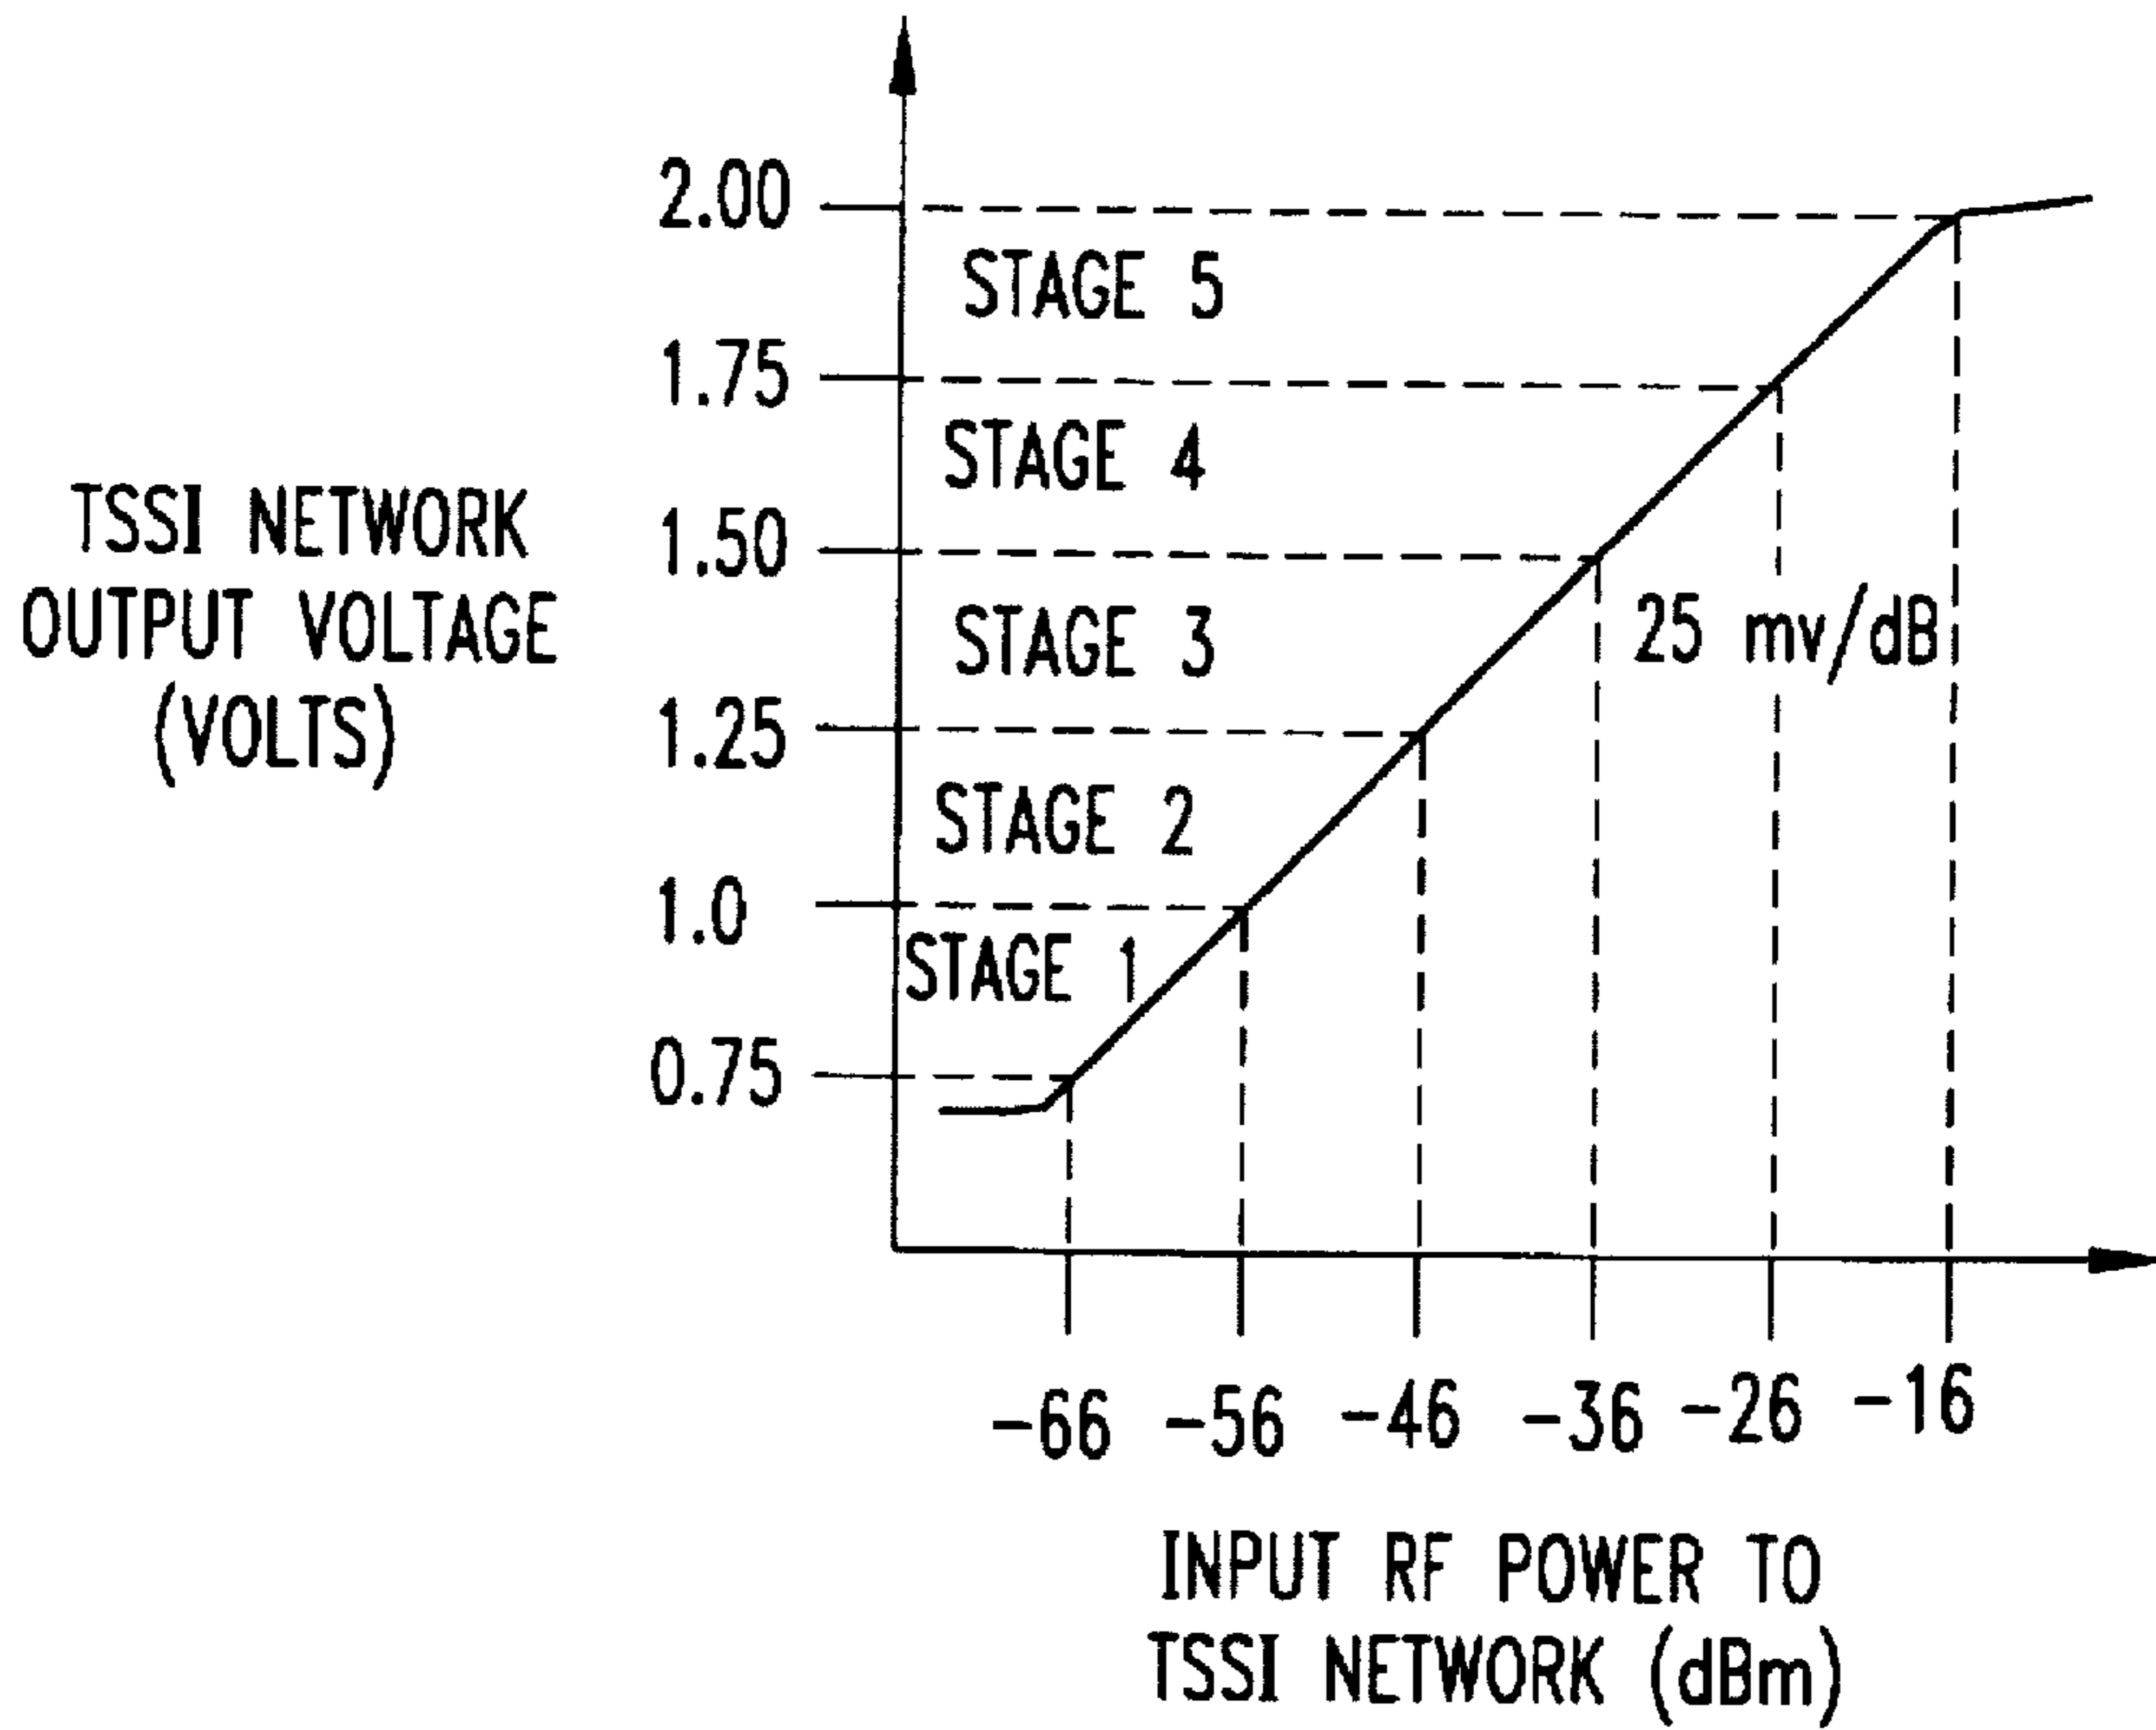 2.00
STAGE 5
1.75
STAGE 4
TSSI NETWORK
OUTPUT VOLTAGE
(VOLTS)
1.50
STAGE 3
25 mv/dB
1.25
STAGE 2
1.0
STAGE 1
0.75
-66 -56 -46 -36 -26 -16
INPUT RF POWER TO
TSSI NETWORK (dBm)